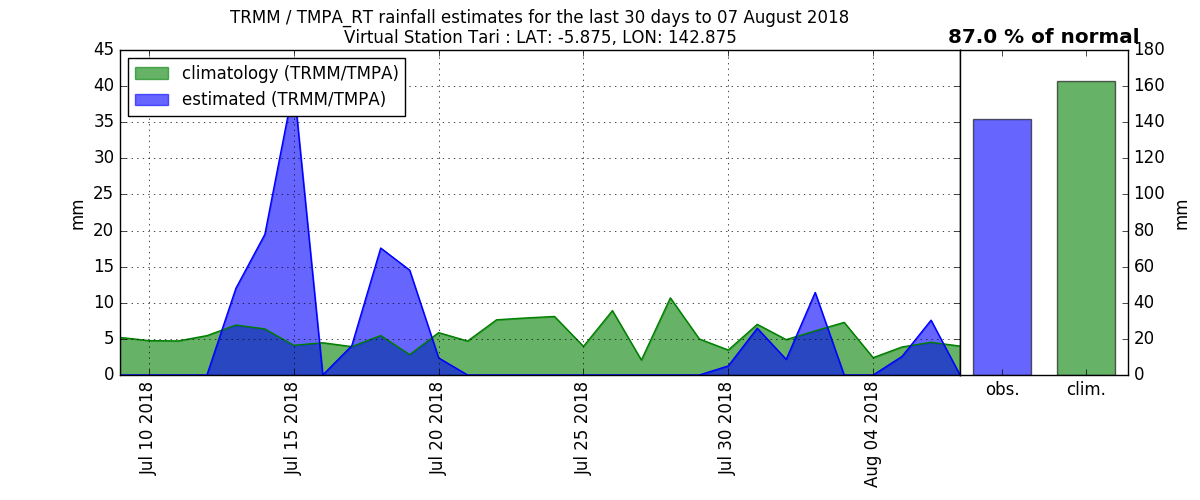 TRMM / TMPA_RT rainfall estimates for the last 30 days to 07 August 2018
Virtual Station Tari : LAT: -5.875, LON: 142.875
87.0 % of normal
climatology (TRMM/TMPA)
estimated (TRMM/TMPA)
45
40
35
30
25
20
15
10
5
0
mm
Jul 10 2018
Jul 15 2018
Jul 20 2018
Jul 25 2018
Jul 30 2018
Aug 04 2018
obs.
clim.
180
160
140
120
100
80
60
40
20
0
mm